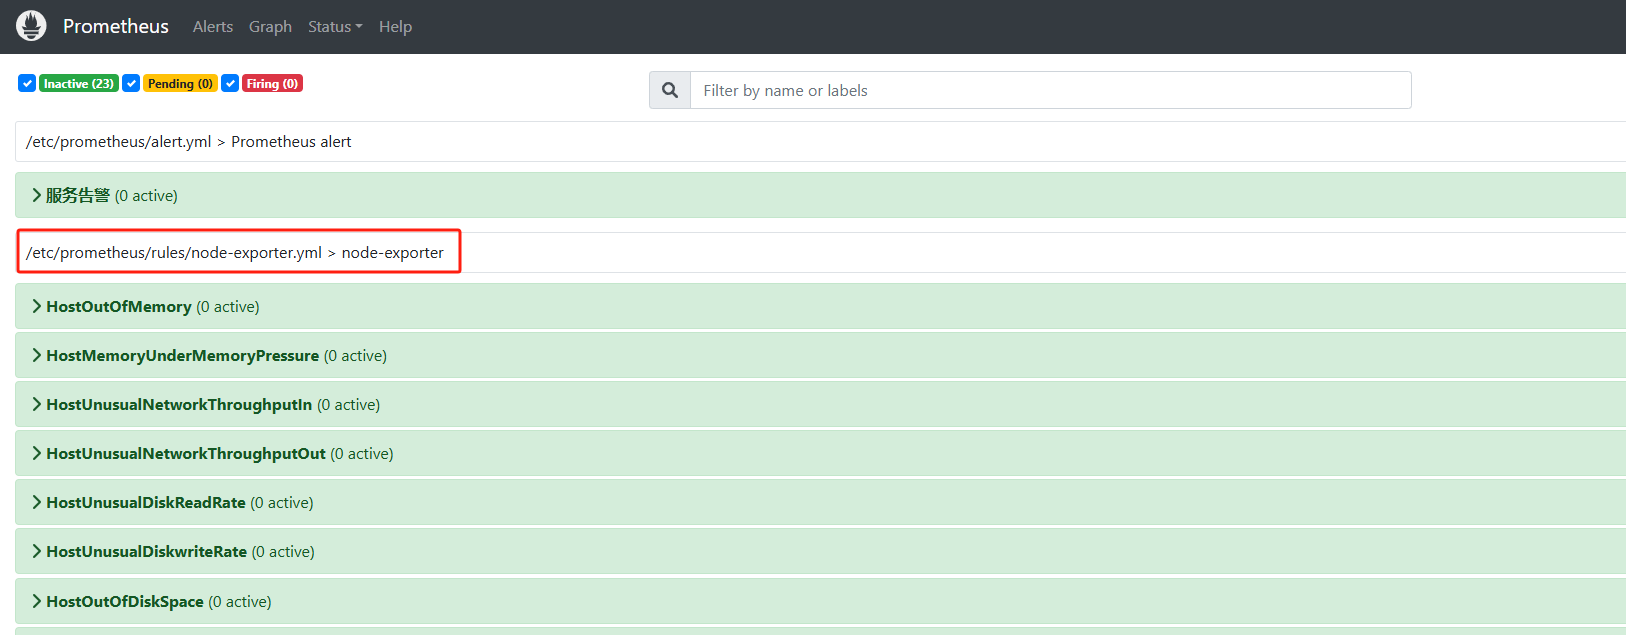 Prometheus Alerts Graph Status Help
Inactive (23) Pending (0) Firing (0)
Filter by name or labels
/etc/prometheus/alert.yml > Prometheus alert
服务告警 (0 active)
/etc/prometheus/rules/node-exporter.yml > node-exporter
HostOutOfMemory (0 active)
HostMemoryUnderMemoryPressure (0 active)
HostUnusualNetworkThroughputIn (0 active)
HostUnusualNetworkThroughputOut (0 active)
HostUnusualDiskReadRate (0 active)
HostUnusualDiskwriteRate (0 active)
HostOutOfDiskSpace (0 active)